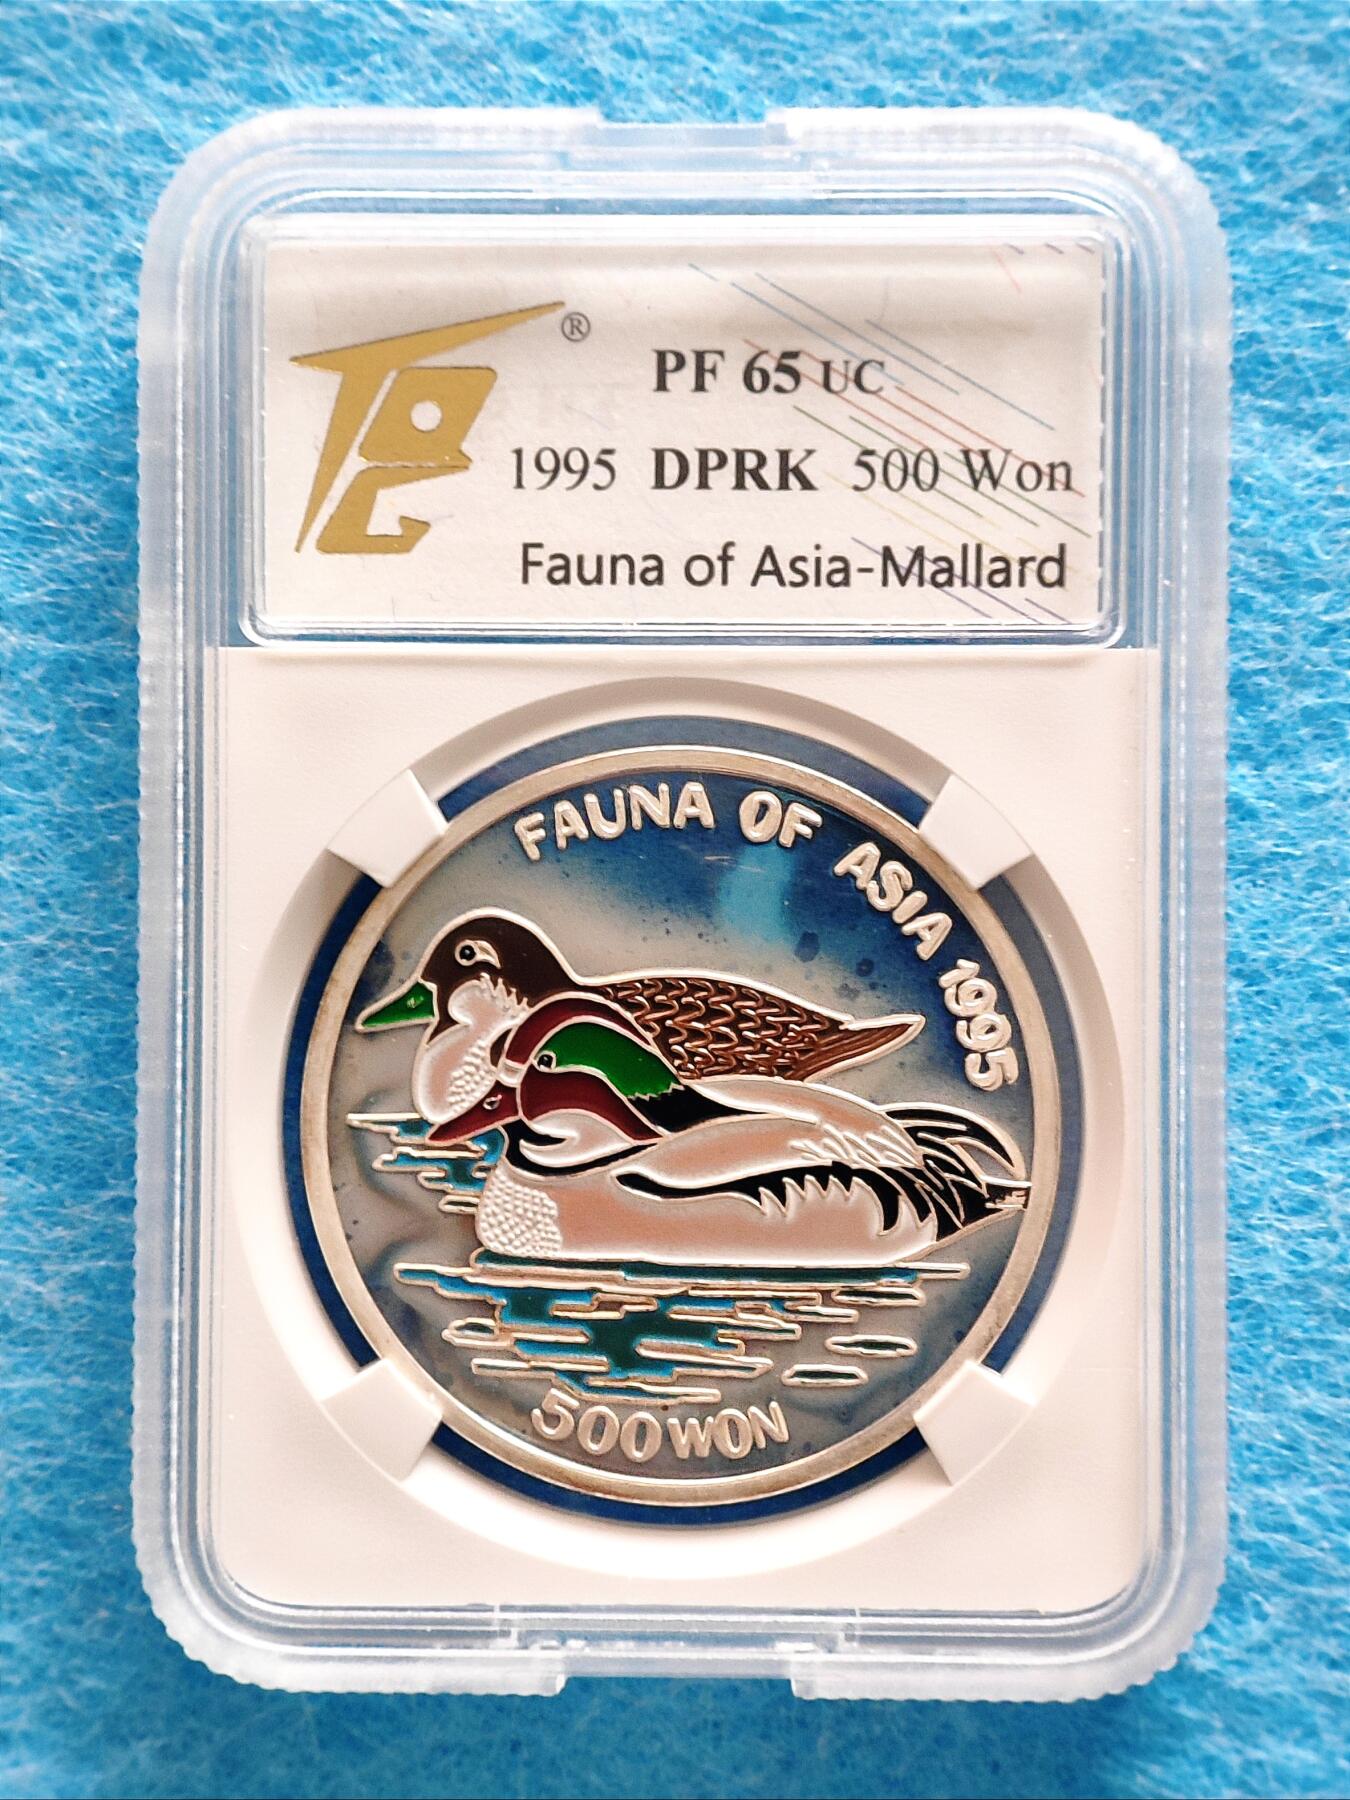 ®
PF 65 UC
1995 DPRK 500 Won
Fauna of Asia-Mallard
FAUNA OF ASIA 1995
500 WON